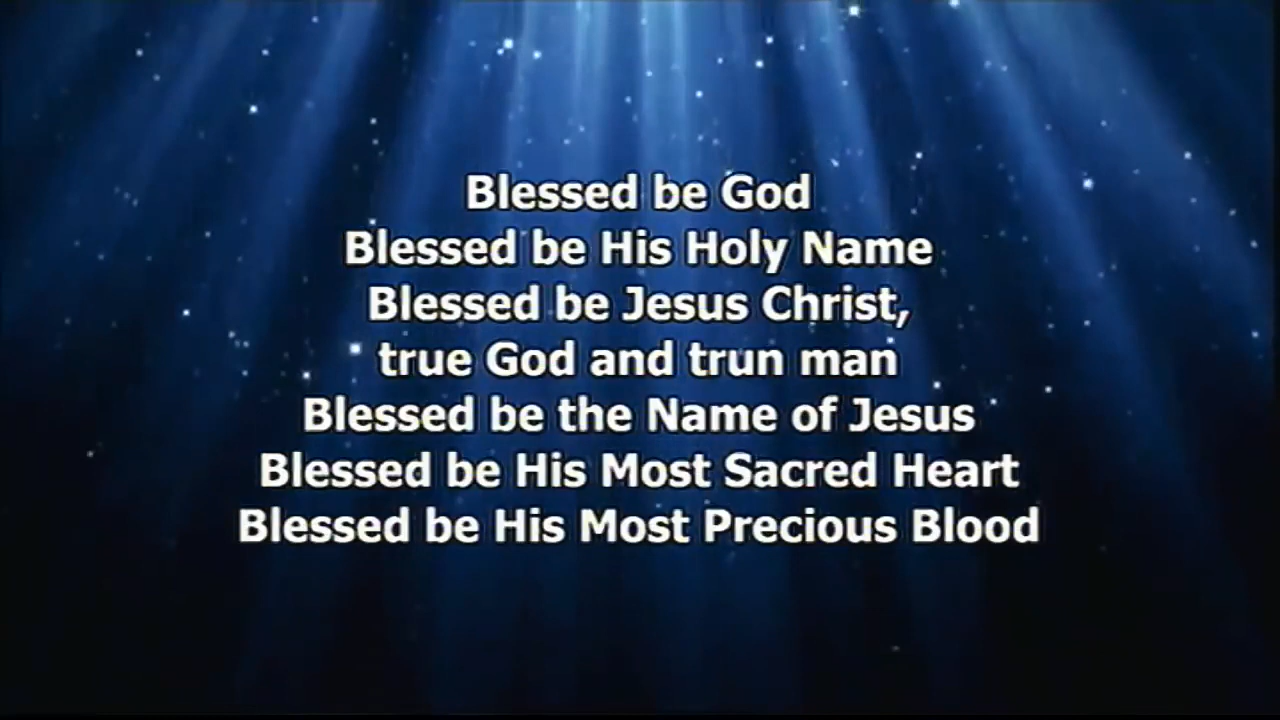 Blessed be God
Blessed be His Holy Name
Blessed be Jesus Christ,
true God and trun man
Blessed be the Name of Jesus
Blessed be His Most Sacred Heart
Blessed be His Most Precious Blood